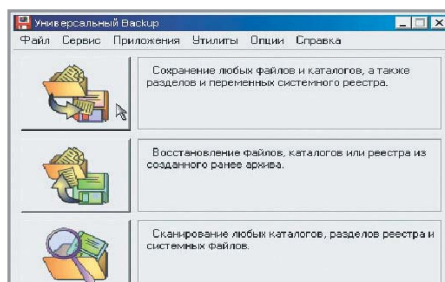 Универсальный Backup
Файл Сервис Приложения Утилиты Опции Справка
Сохранение любых файлов и каталогов, а также
разделов и переменных системного реестра.
Восстановление файлов, каталогов или реестра из
созданного ранее архива.
Сканирование любых каталогов, разделов реестра и
системных файлов.